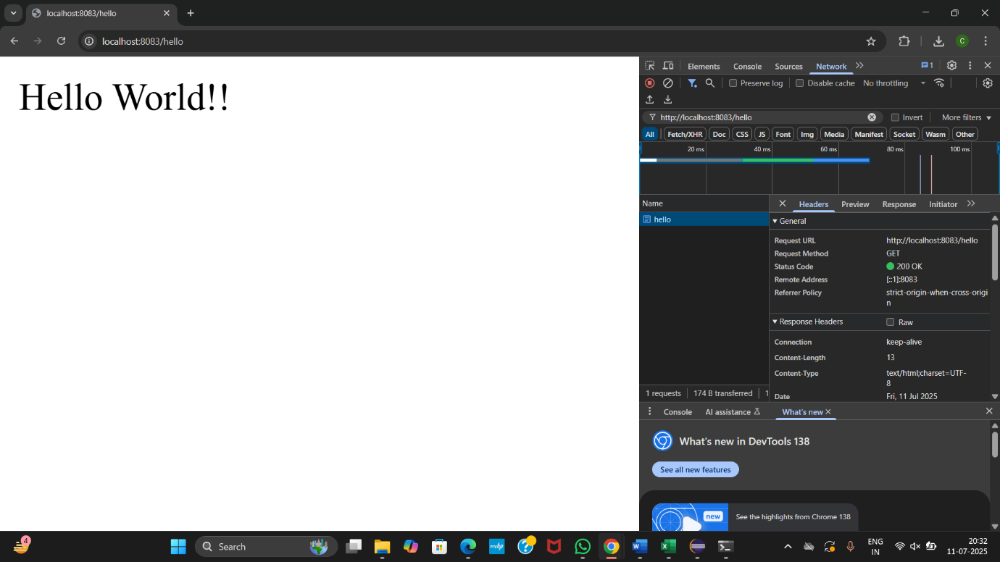 localhost:8083/hello
localhost:8083/hello
C
Hello World!!
Elements Console Sources Network 1
Preserve log Disable cache No throttling
http://localhost:8083/hello Invert More filters
All Fetch/XHR Doc CSS JS Font Img Media Manifest Socket Wasm Other
20 ms 40 ms 60 ms 80 ms 100 ms
Name
hello
1 requests 174 B transferred 1
Headers Preview Response Initiator
General
Request URL http://localhost:8083/hello
Request Method GET
Status Code 200 OK
Remote Address [::1]:8083
Referrer Policy strict-origin-when-cross-origi
n
Response Headers Raw
Connection keep-alive
Content-Length 13
Content-Type text/html;charset=UTF-
8
Date Fri, 11 Jul 2025
Console AI assistance What's new
What's new in DevTools 138
See all new features
new See the highlights from Chrome 138
4
Search
myhp
ENG
IN
20:32
11-07-2025